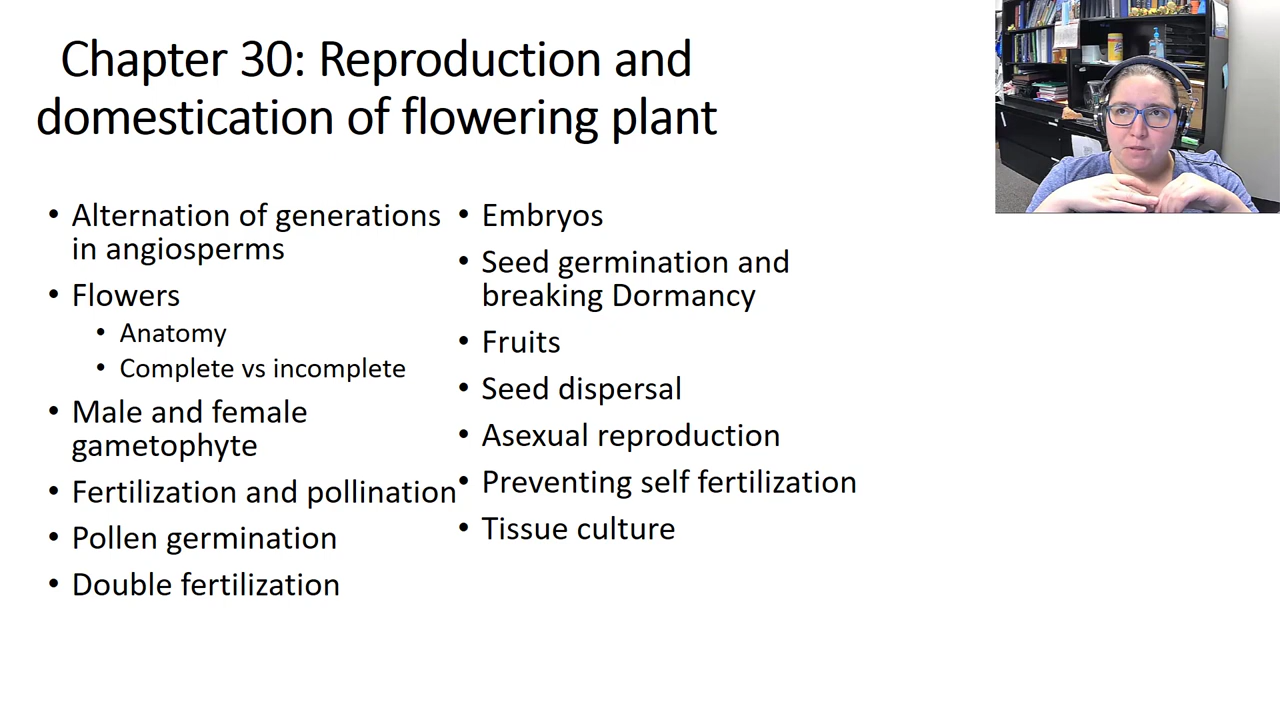 Chapter 30: Reproduction and
domestication of flowering plant
• Alternation of generations
in angiosperms
• Flowers
• Anatomy
• Complete vs incomplete
• Male and female
gametophyte
• Fertilization and pollination
• Pollen germination
• Double fertilization
• Embryos
• Seed germination and
breaking Dormancy
• Fruits
• Seed dispersal
• Asexual reproduction
• Preventing self fertilization
• Tissue culture